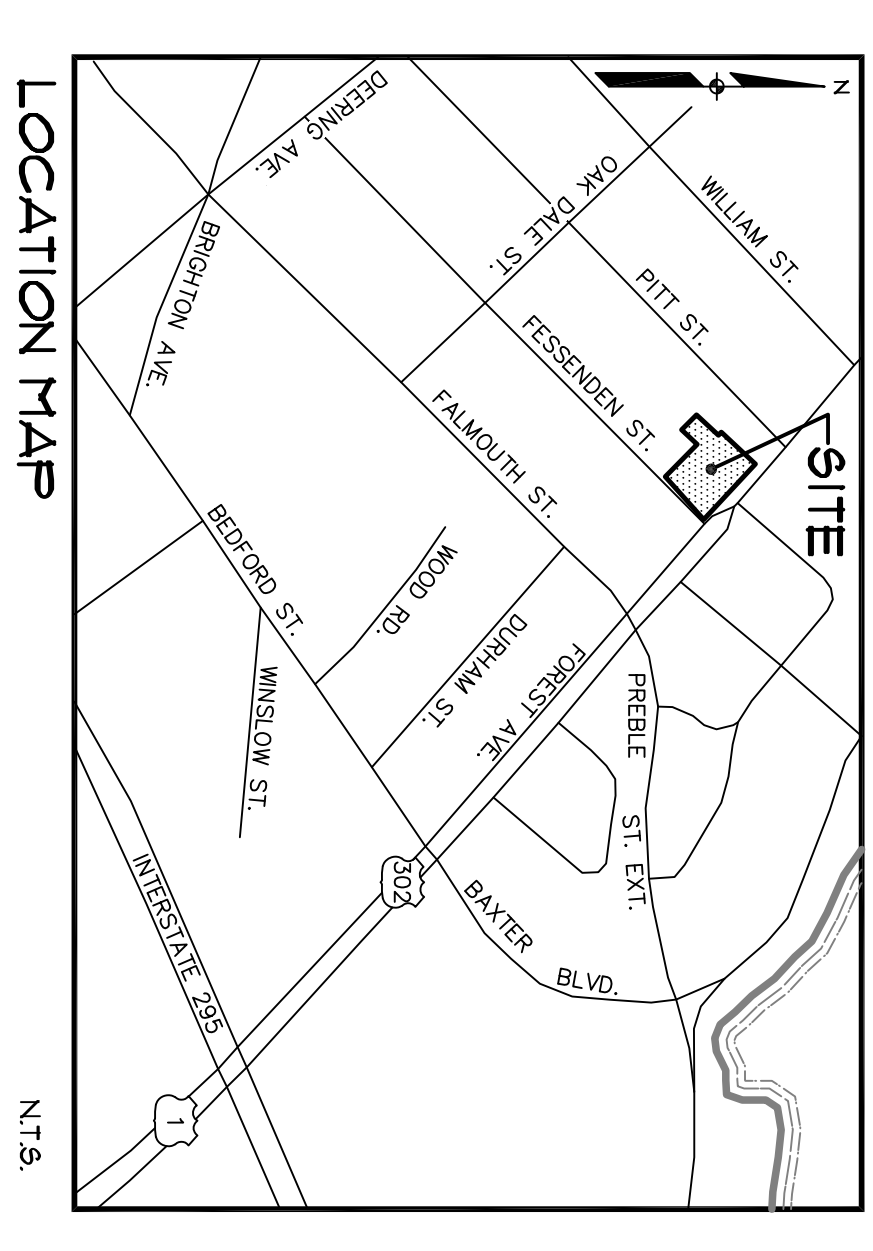 N
WILLIAM ST.
PITT ST.
OAK DALE ST.
DEERING AVE.
FESSENDEN ST.
SITE
BRIGHTON AVE.
FALMOUTH ST.
WOOD RD.
DURHAM ST.
FOREST AVE.
PREBLE ST. EXT.
BEDFORD ST.
WINSLOW ST.
302
BAXTER BLVD.
INTERSTATE 295
1
LOCATION MAP
N.T.S.